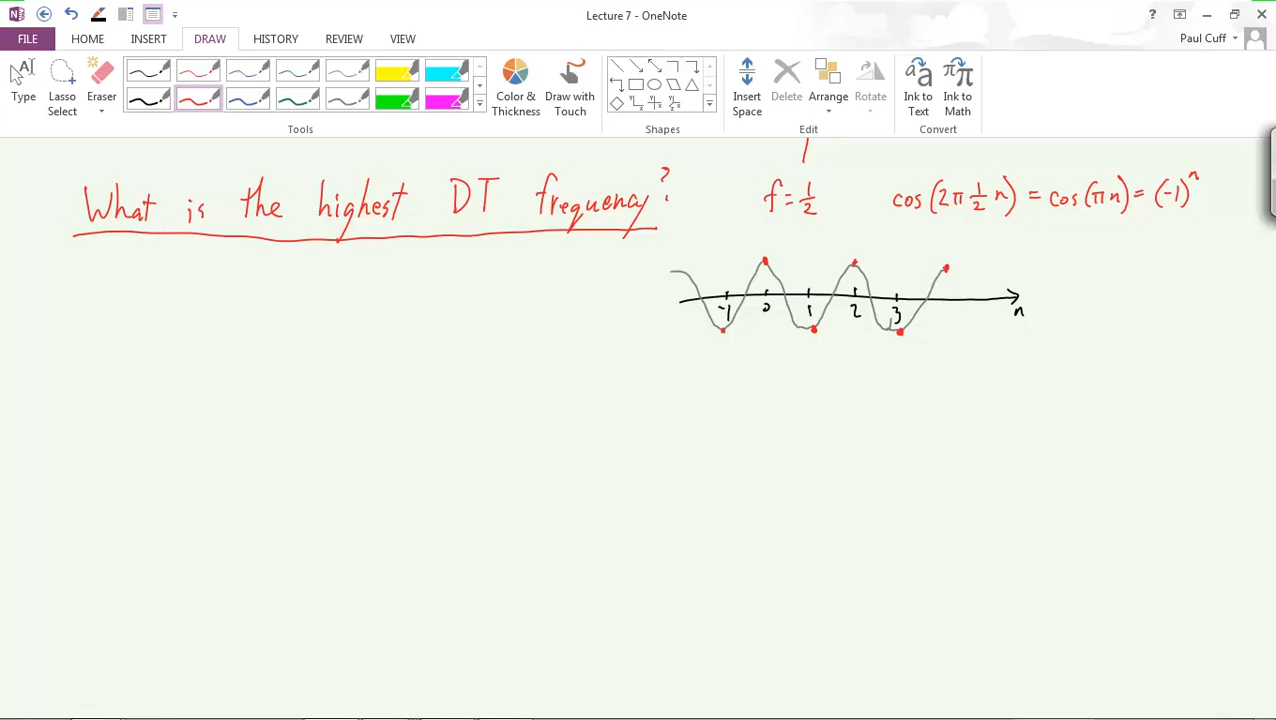 Lecture 7 - OneNote
FILE HOME INSERT DRAW HISTORY REVIEW VIEW Paul Cuff
Type Lasso Select Eraser Color & Thickness Draw with Touch Insert Space Delete Arrange Rotate Ink to Text Ink to Math
Tools Shapes Edit Convert
What is the highest DT frequency? f = 1/2 cos(2π 1/2 n) = cos(πn) = (-1)^n
-1 0 1 2 3 n